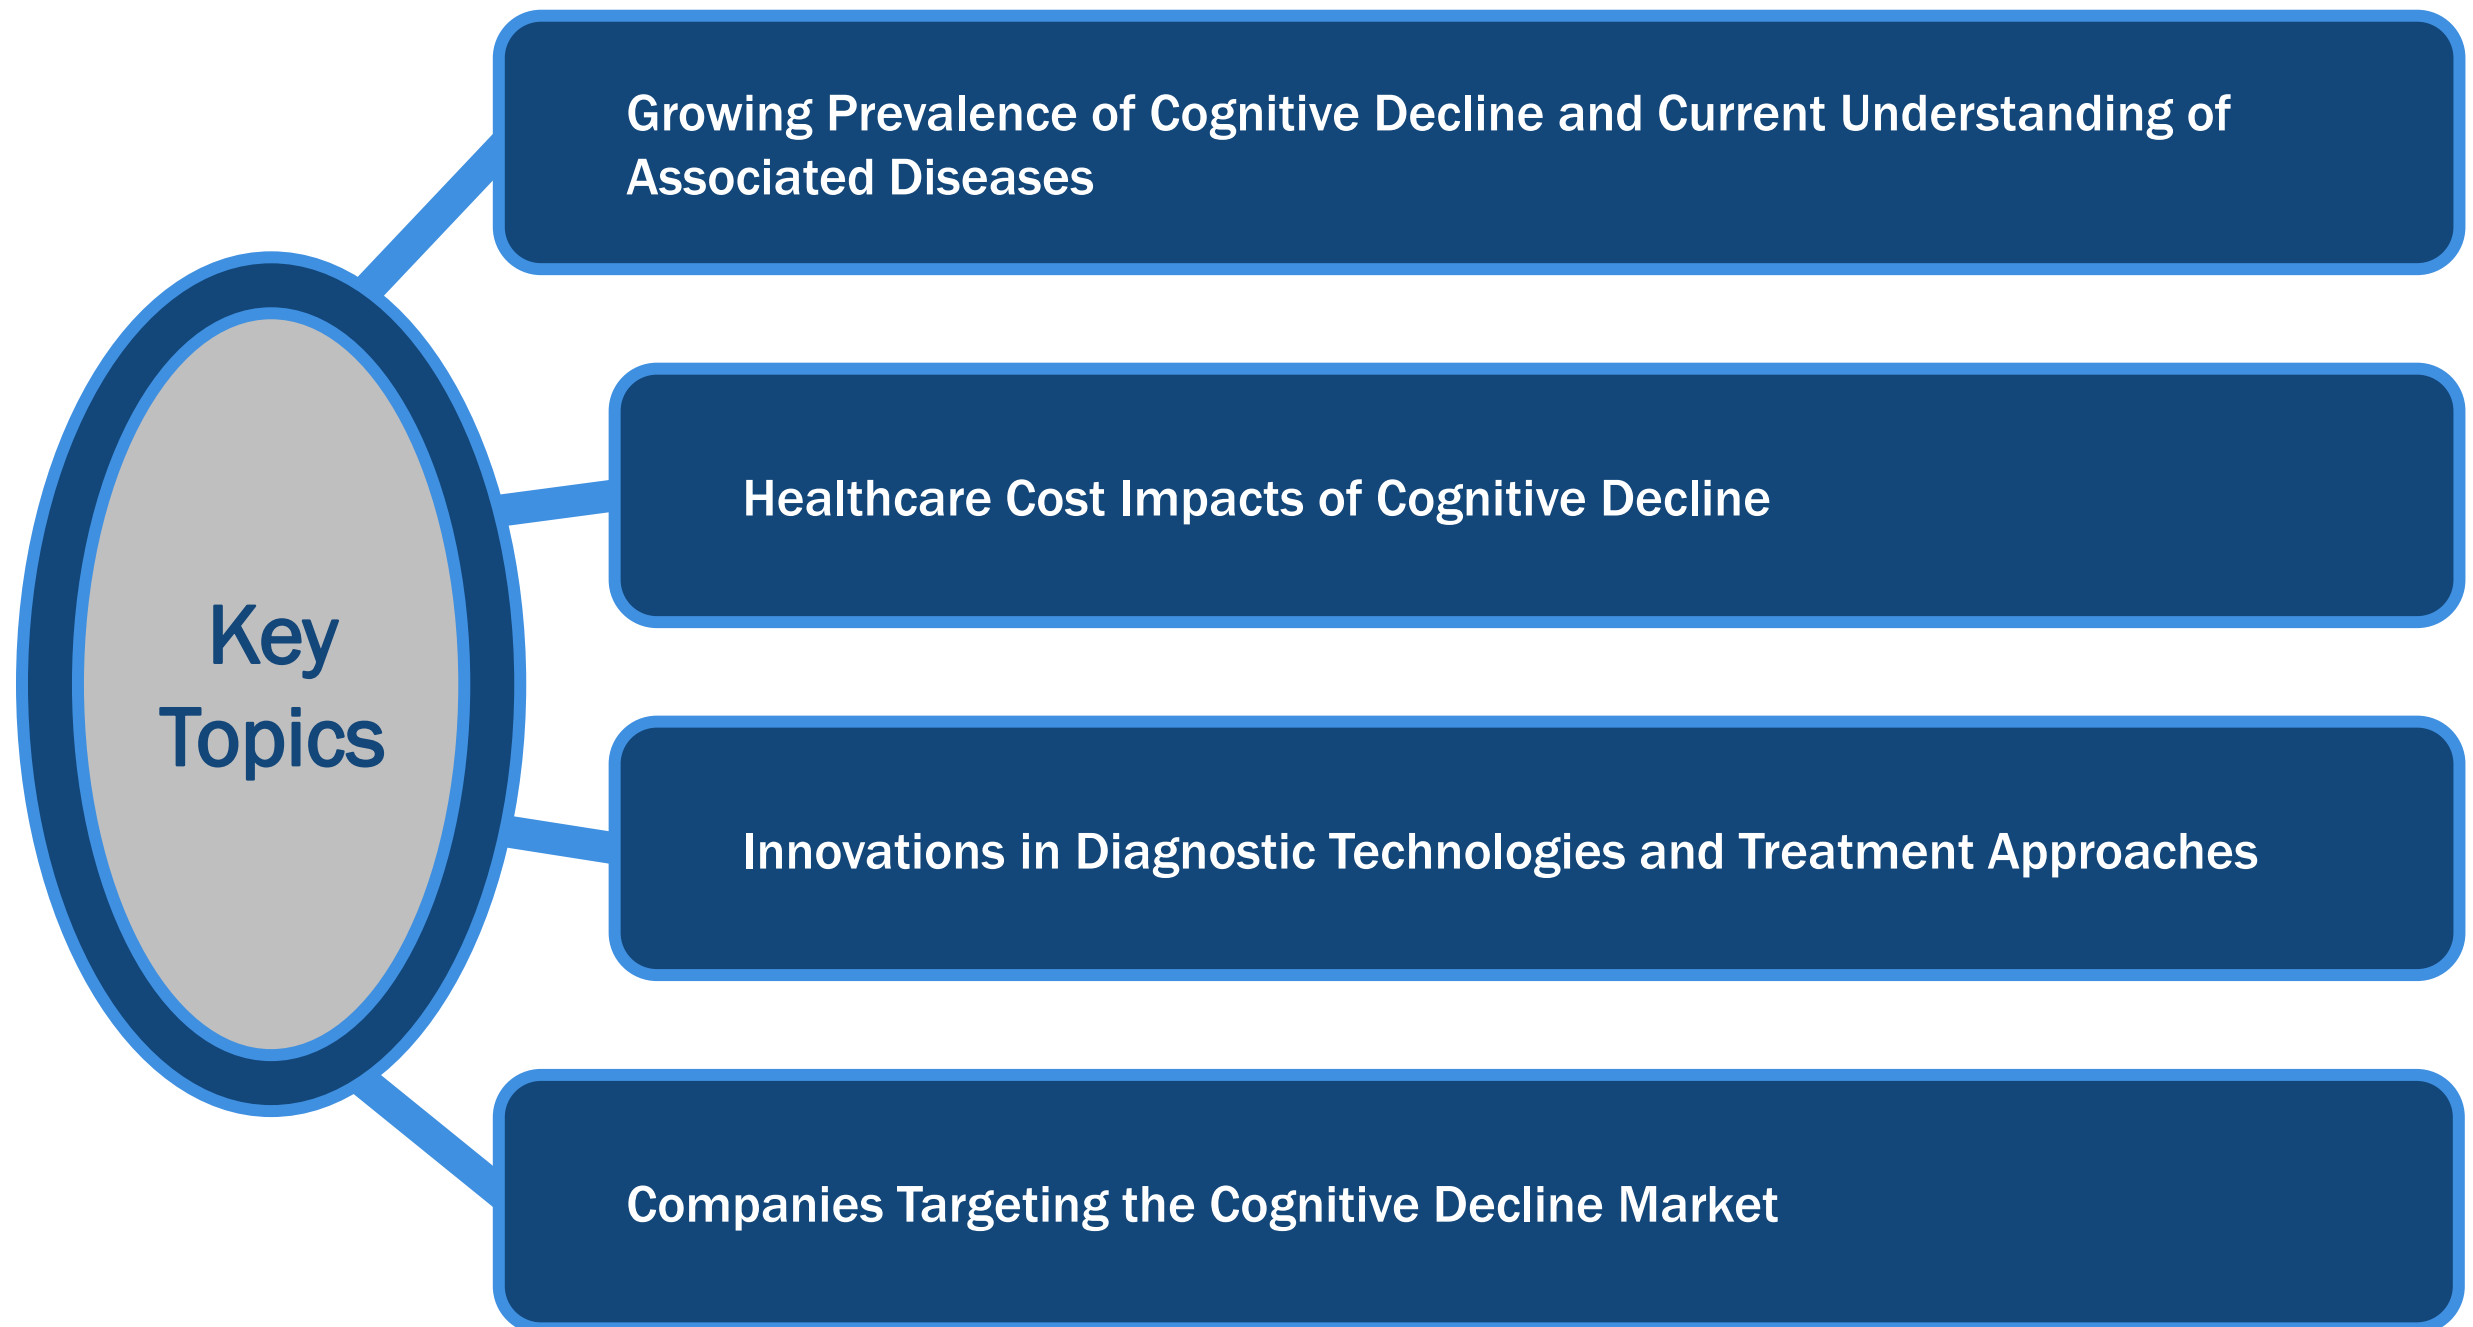 Key
Topics
Growing Prevalence of Cognitive Decline and Current Understanding of
Associated Diseases
Healthcare Cost Impacts of Cognitive Decline
Innovations in Diagnostic Technologies and Treatment Approaches
Companies Targeting the Cognitive Decline Market